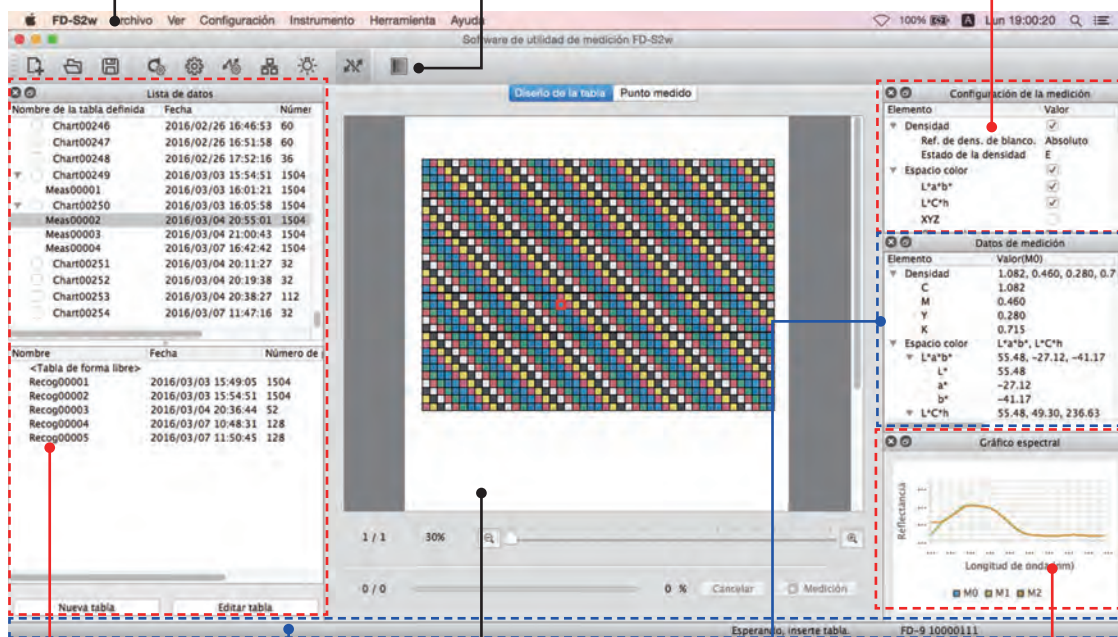 FD-S2w Archivo Ver Configuración Instrumento Herramienta Ayuda 100% A Lun 19:00:20
Software de utilidad de medición FD-S2w
Lista de datos
Nombre de la tabla definida Fecha Númer
Chart00246 2016/02/26 16:46:53 60
Chart00247 2016/02/26 16:51:58 60
Chart00248 2016/02/26 17:52:16 36
Chart00249 2016/03/03 15:54:51 1504
Meas00001 2016/03/03 16:01:21 1504
Chart00250 2016/03/03 16:05:58 1504
Meas00002 2016/03/04 20:55:01 1504
Meas00003 2016/03/04 21:00:43 1504
Meas00004 2016/03/07 16:42:42 1504
Chart00251 2016/03/04 20:11:27 32
Chart00252 2016/03/04 20:19:38 32
Chart00253 2016/03/04 20:38:27 112
Chart00254 2016/03/07 11:47:16 32
Nombre Fecha Número de
<Tabla de forma libre>
Recog00001 2016/03/03 15:49:05 1504
Recog00002 2016/03/03 15:54:51 1504
Recog00003 2016/03/04 20:36:44 52
Recog00004 2016/03/07 10:48:31 128
Recog00005 2016/03/07 11:50:45 128
Nueva tabla Editar tabla
Diseño de la tabla Punto medido
1 / 1 30%
0 / 0 0 % Cancelar Medición
Configuración de la medición
Elemento Valor
Densidad
Ref. de dens. de blanco. Absoluto
Estado de la densidad E
Espacio color
L*a*b*
L*C*h
XYZ
Datos de medición
Elemento Valor(M0)
Densidad 1.082, 0.460, 0.280, 0.7
C 1.082
M 0.460
Y 0.280
K 0.715
Espacio color L*a*b*, L*C*h
L*a*b* 55.48, -27.12, -41.17
L* 55.48
a* -27.12
b* -41.17
L*C*h 55.48, 49.30, 236.63
Gráfico espectral
Reflectancia
Longitud de onda (nm)
M0 M1 M2
Esperando, inserte tabla. FD-9 10000111